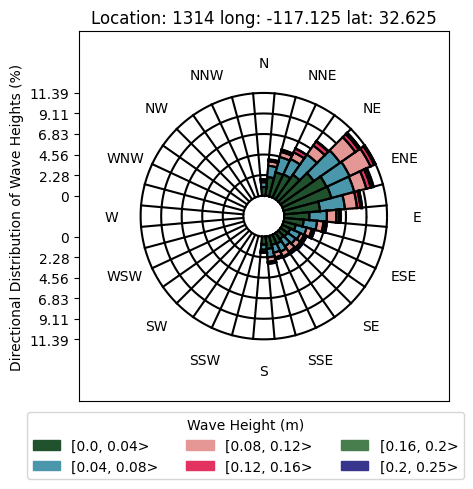 Location: 1314 long: -117.125 lat: 32.625
Directional Distribution of Wave Heights (%)
11.39
9.11
6.83
4.56
2.28
0
0
2.28
4.56
6.83
9.11
11.39
N
NNE
NE
ENE
E
ESE
SE
SSE
S
SSW
SW
WSW
W
WNW
NW
NNW
Wave Height (m)
[0.0, 0.04> [0.08, 0.12> [0.16, 0.2>
[0.04, 0.08> [0.12, 0.16> [0.2, 0.25>